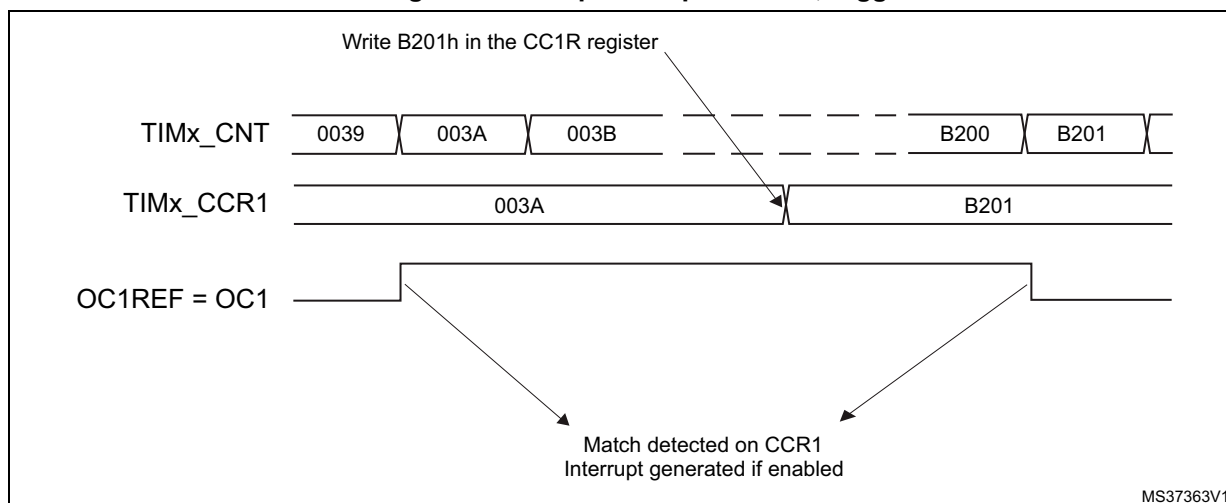 Write B201h in the CC1R register
TIMx_CNT 0039 003A 003B B200 B201
TIMx_CCR1 003A B201
OC1REF = OC1
Match detected on CCR1
Interrupt generated if enabled
MS37363V1